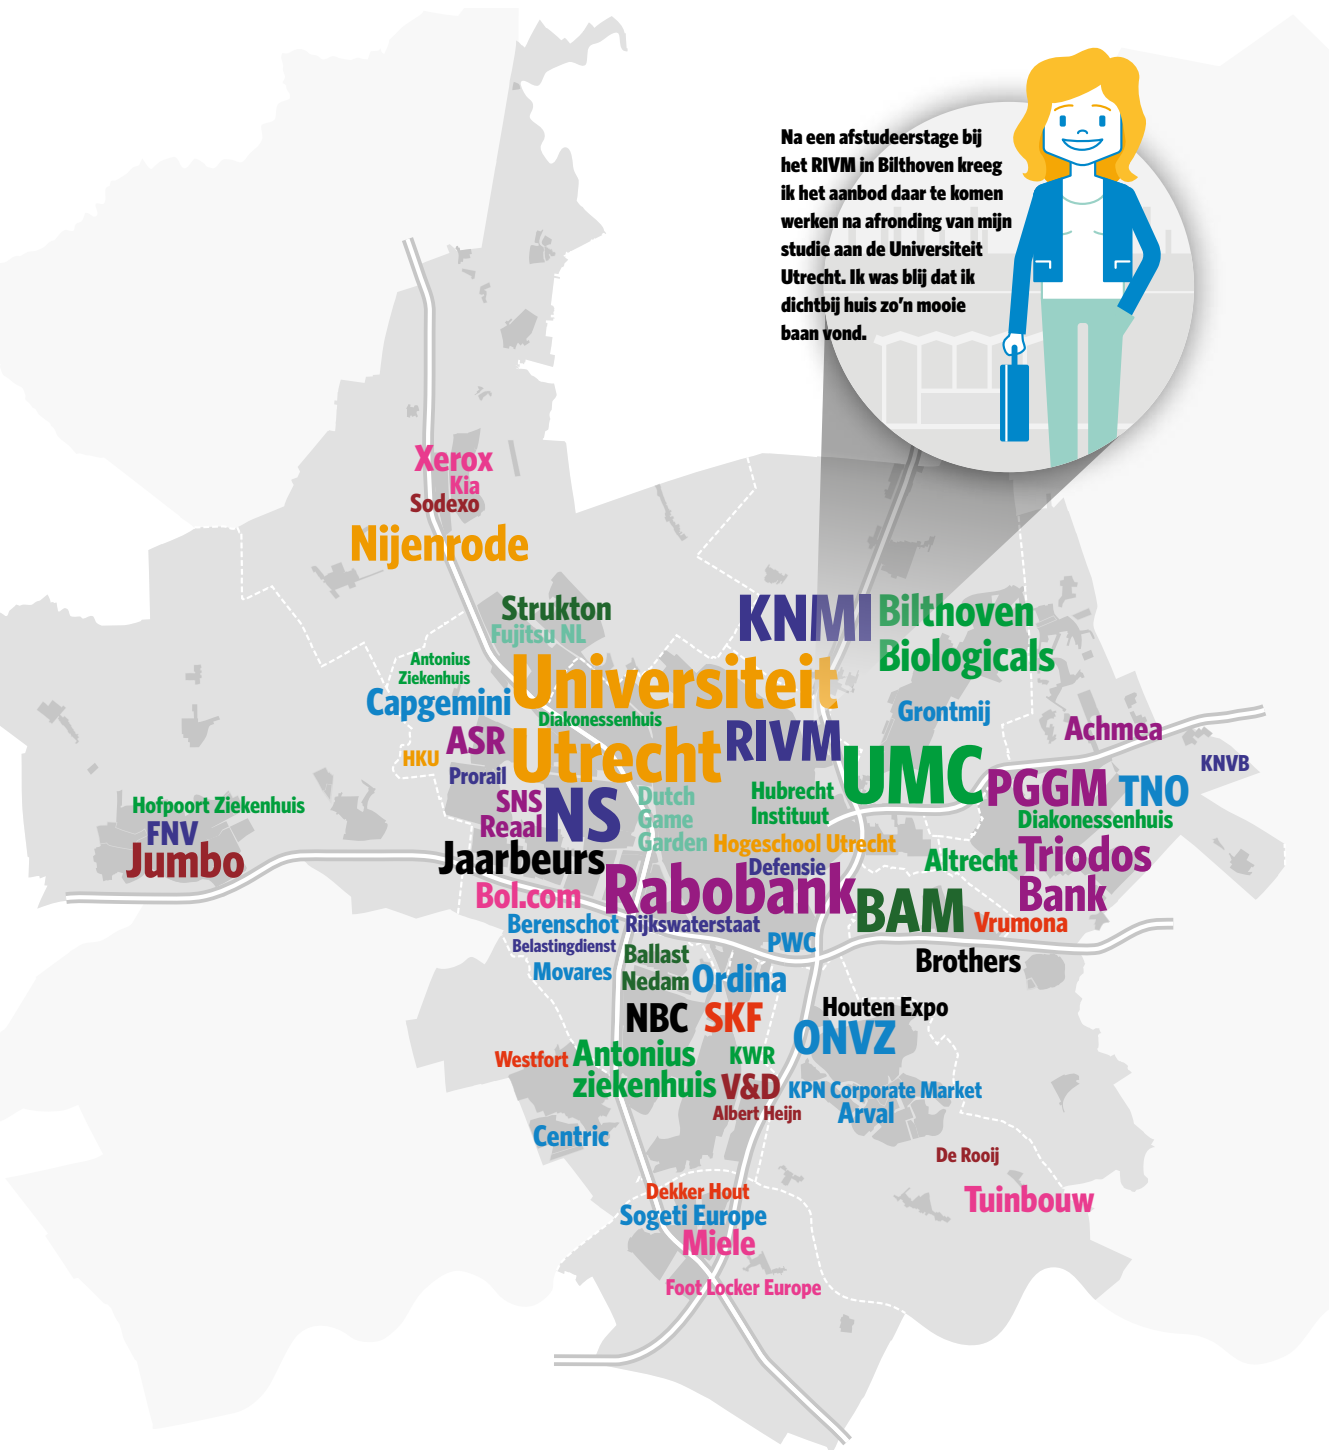 Na een afstudeerstage bij
het RIVM in Bilthoven kreeg
ik het aanbod daar te komen
werken na afronding van mijn
studie aan de Universiteit
Utrecht. Ik was blij dat ik
dichtbij huis zo'n mooie
baan vond.
Xerox
Kia
Sodexo
Nijenrode
Strukton
Fujitsu NL
KNMI
Bilthoven
Biologicals
Antonius
Ziekenhuis
Capgemini
Universiteit
Utrecht
Diakonessenhuis
Grontmij
Achmea
ASR
RIVM
HKU
Prorail
UMC
PGGM
TNO
KNVB
SNS
Reaal
NS
Dutch
Game
Garden
Hubrecht
Instituut
Hofpoort Ziekenhuis
FNV
Jumbo
Diakonessenhuis
Hogeschool Utrecht
Jaarbeurs
Defensie
Altrecht
Triodos
Bank
Bol.com
Rabobank
BAM
Vrumona
Berenschot
Rijkswaterstaat
Belastingdienst
PWC
Brothers
Ballast
Nedam
Movares
Ordina
NBC
SKF
Houten Expo
ONVZ
Westfort
Antonius
ziekenhuis
KWR
V&D
KPN Corporate Market
Albert Heijn
Arval
Centric
De Rooij
Dekker Hout
Tuinbouw
Sogeti Europe
Miele
Foot Locker Europe